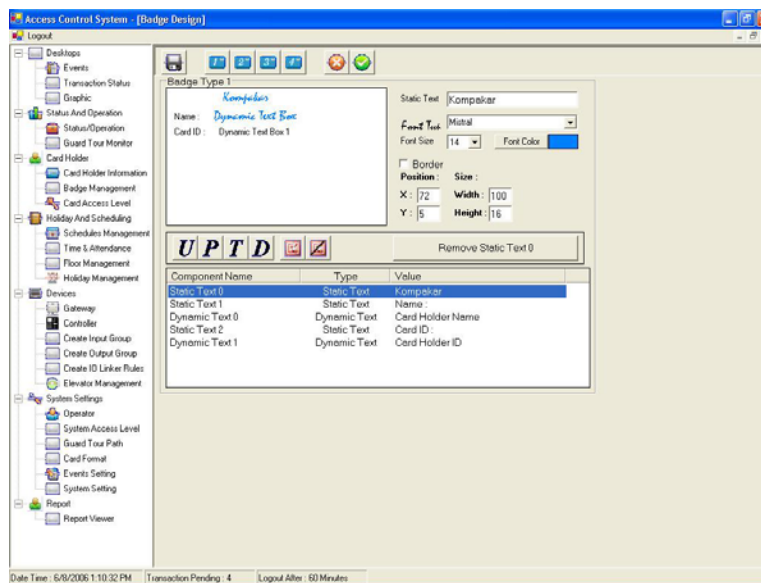 Access Control System - [Badge Design]
Logout
Desktops
Events
Transaction Status
Graphic
Status And Operation
Status/Operation
Guard Tour Monitor
Card Holder
Card Holder Information
Badge Management
Card Access Level
Holiday And Scheduling
Schedules Management
Time & Attendance
Floor Management
Holiday Management
Devices
Gateway
Controller
Create Input Group
Create Output Group
Create IO Linker Rules
Elevator Management
System Settings
Operator
System Access Level
Guard Tour Path
Card Format
Events Setting
System Setting
Report
Report Viewer
1st 2nd 3rd 4th
Badge Type 1
Kompakar
Name : Dynamic Text Box
Card ID : Dynamic Text Box 1
Static Text Kompakar
Font Text Mistral
Font Size 14 Font Color
Border
Position : Size :
X : 72 Width : 100
Y : 5 Height : 16
U P T D Remove Static Text 0
Component Name Type Value
Static Text 0 Static Text Kompakar
Static Text 1 Static Text Name :
Dynamic Text 0 Dynamic Text Card Holder Name
Static Text 2 Static Text Card ID :
Dynamic Text 1 Dynamic Text Card Holder ID
Date Time : 6/8/2006 1:10:32 PM Transaction Pending : 4 Logout After : 60 Minutes